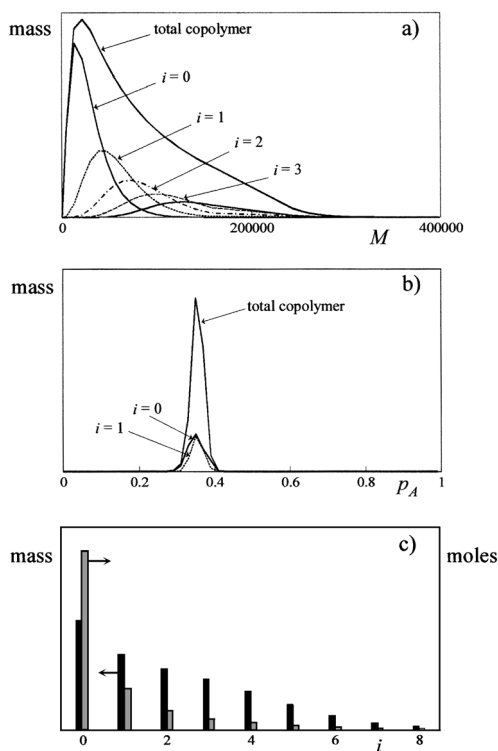 mass
a)
total copolymer
i = 0
i = 1
i = 2
i = 3
0 200000 400000
M
mass
b)
total copolymer
i = 0
i = 1
0 0.2 0.4 0.6 0.8 1
pA
mass c) moles
0 2 4 6 8
i